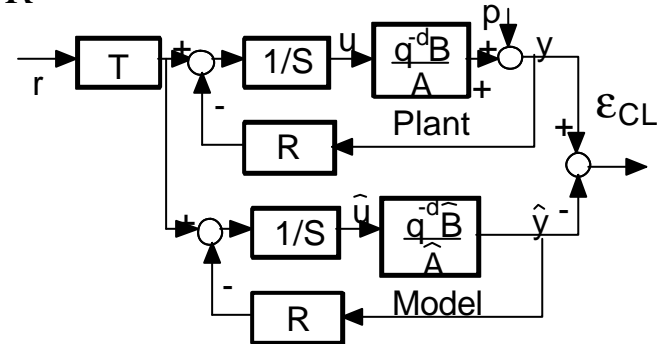 R
p
r
T
+
-
1/S
u
q^-d B
A
+
+
y
Plant
R
+
ε_CL
+
-
1/S
û
q^-d B̂
Â
ŷ
-
Model
R